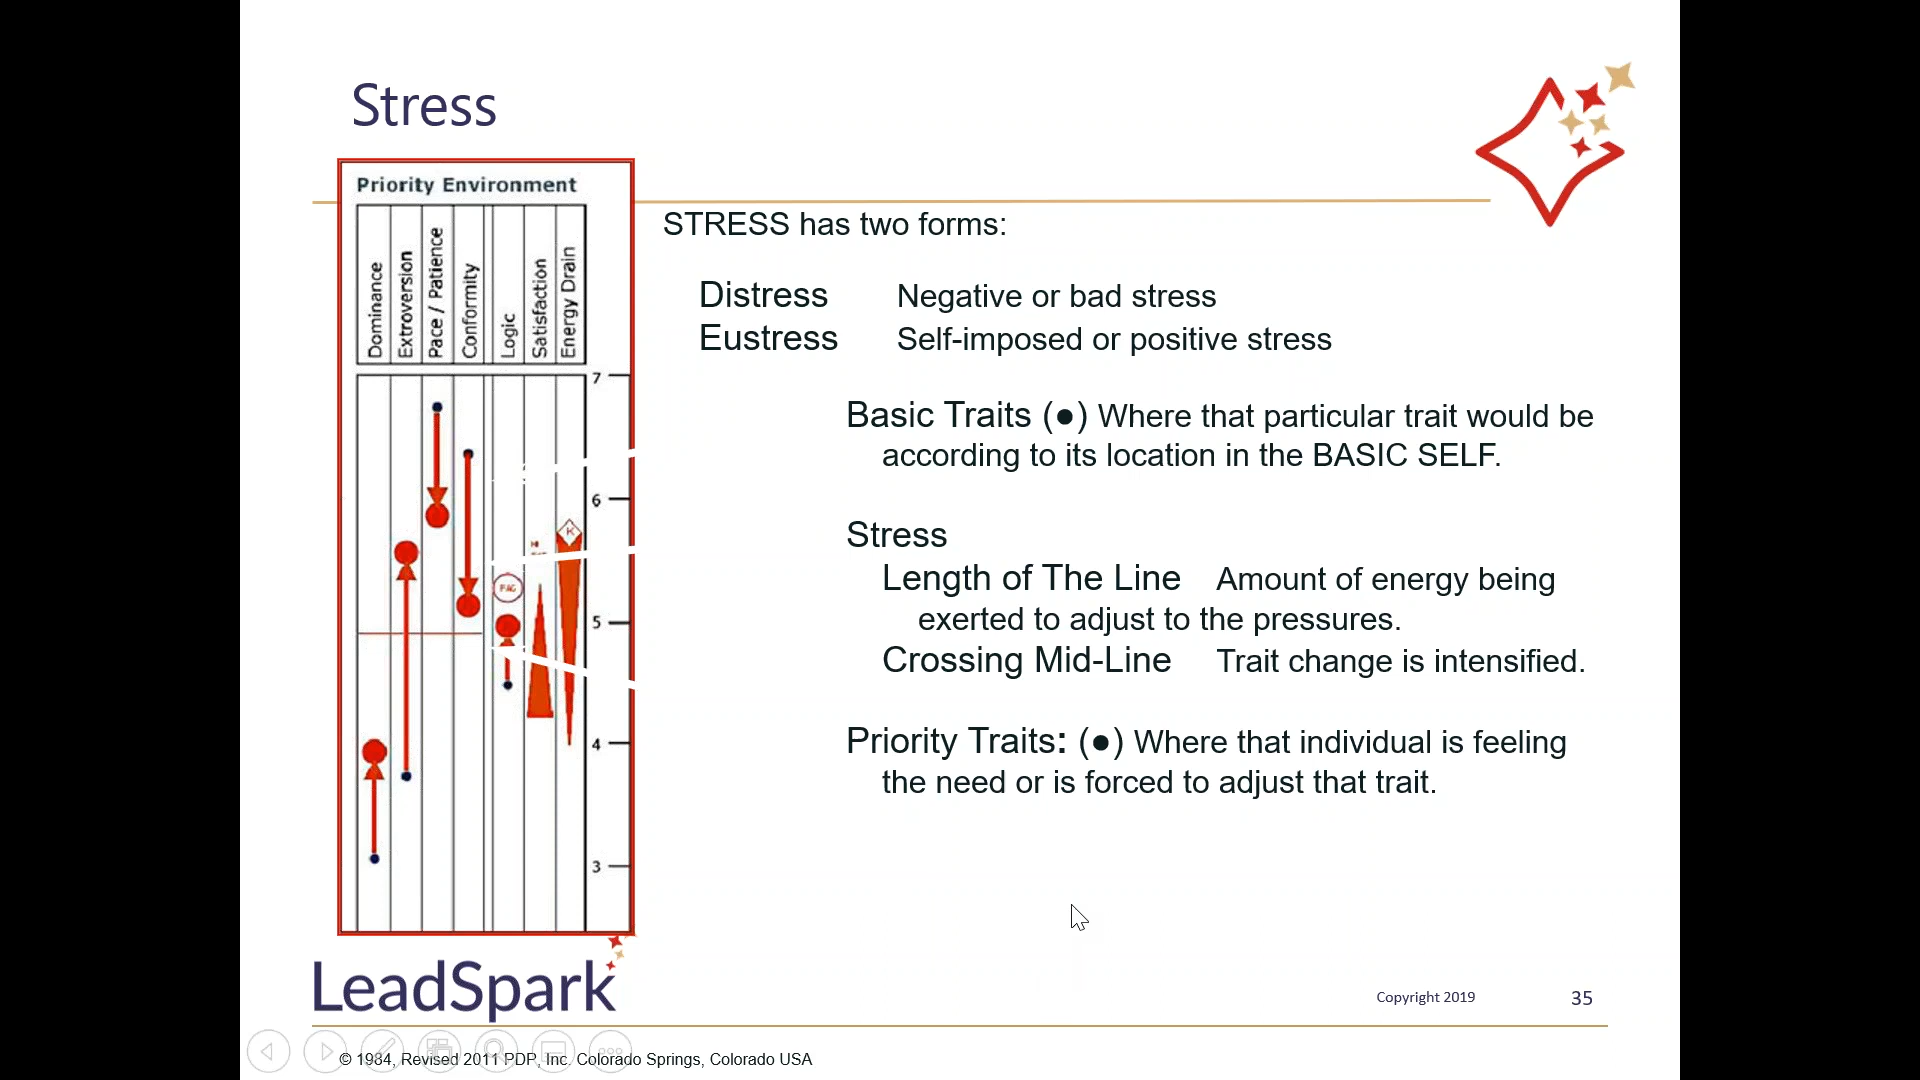 Stress
Priority Environment
Dominance
Extroversion
Pace / Patience
Conformity
Logic
Satisfaction
Energy Drain
7
6
5
4
3
K
STRESS has two forms:
Distress Negative or bad stress
Eustress Self-imposed or positive stress
Basic Traits (●) Where that particular trait would be
according to its location in the BASIC SELF.
Stress
Length of The Line Amount of energy being
exerted to adjust to the pressures.
Crossing Mid-Line Trait change is intensified.
Priority Traits: (●) Where that individual is feeling
the need or is forced to adjust that trait.
LeadSpark
Copyright 2019
35
© 1984, Revised 2011 PDP, Inc. Colorado Springs, Colorado USA